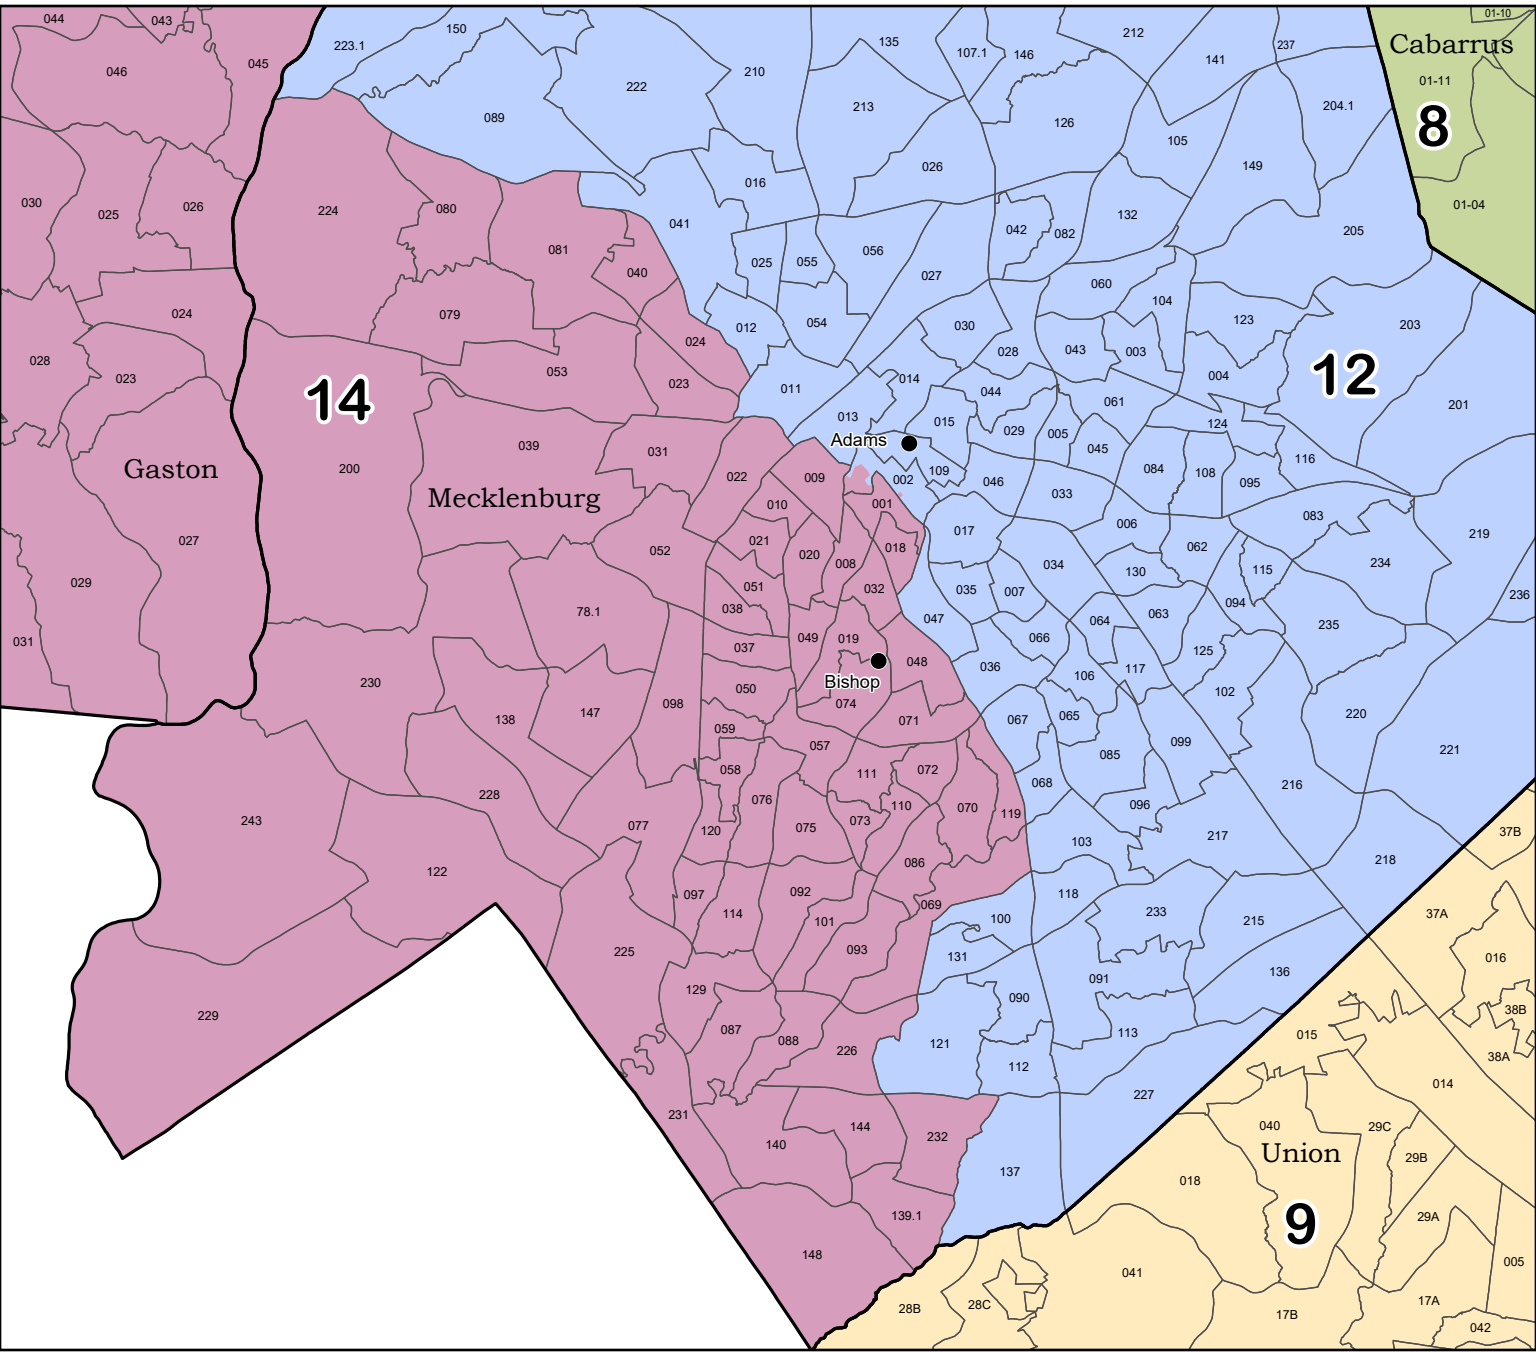 044 043 150 135 212 01-10
223.1 107.1 146 141 237 Cabarrus
046 045 222 210 01-11
089 213 126 204.1 8
105
026 149
030 016 01-04
025 026 224 080 041 132
042 082 205
081 056
040 025 055 027
024 079 060 104
012 054 030 123 203
028 024 028 043 003
023 053 023 014 004
14 011 044 061 12 201
013 015
Adams 029 005 124
Gaston 200 039 031 045 116
022 009 109 084 108 095
Mecklenburg 010 001 002 046 033
006 083
027 021 020 018 017 062 219
052 008 034 130 115 234
029 051 032 035 007 236
78.1 038 047 064 063 094 235
031 037 049 019 066 125
048 036 106 117
230 098 050 Bishop 102
138 147 074 071 067 065 220
059 057 085 099 221
058 111 072 068 216
228 076 110 070 096
243 077 120 075 073 119 217 37B
103
122 086 218
097 092 118
114 101 069 100 233 215 37A
225 093 131 016
129 091 136
229 087 090 38B
088 226 121 113 015
112 38A
227 014
231 144 232 040 29C
140 Union 29B
137 018
148 139.1 9 29A
041 005
28B 28C 17B 17A
042